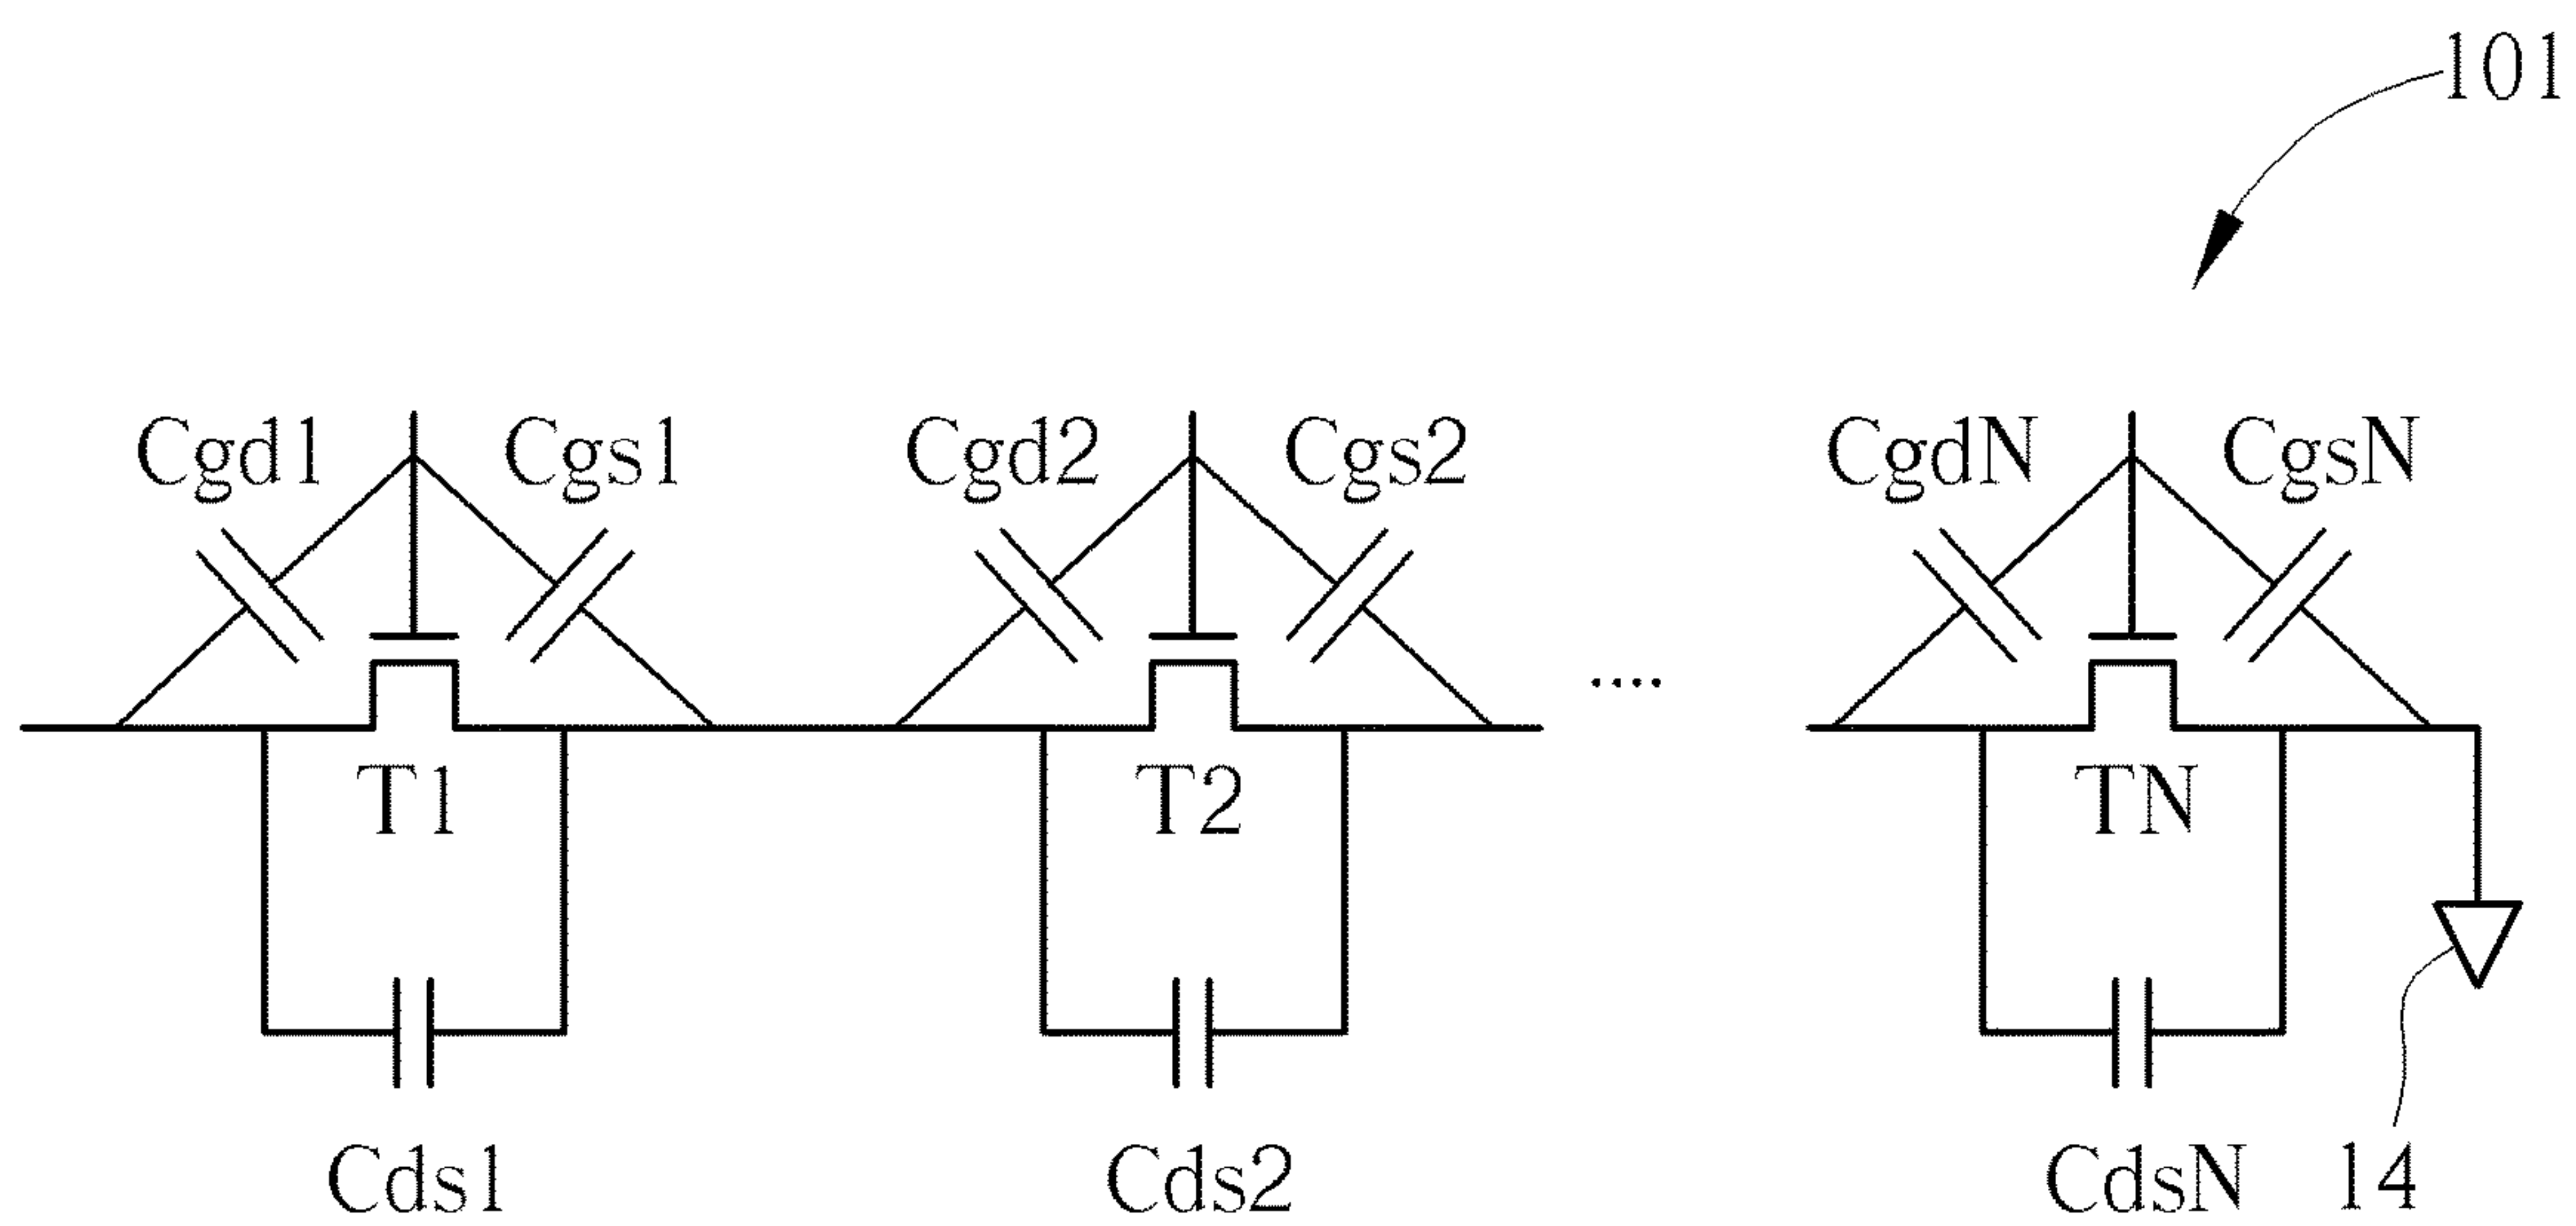 101
Cgd1 Cgs1 Cgd2 Cgs2 CgdN CgsN
....
T1 T2 TN
Cds1 Cds2 CdsN 14